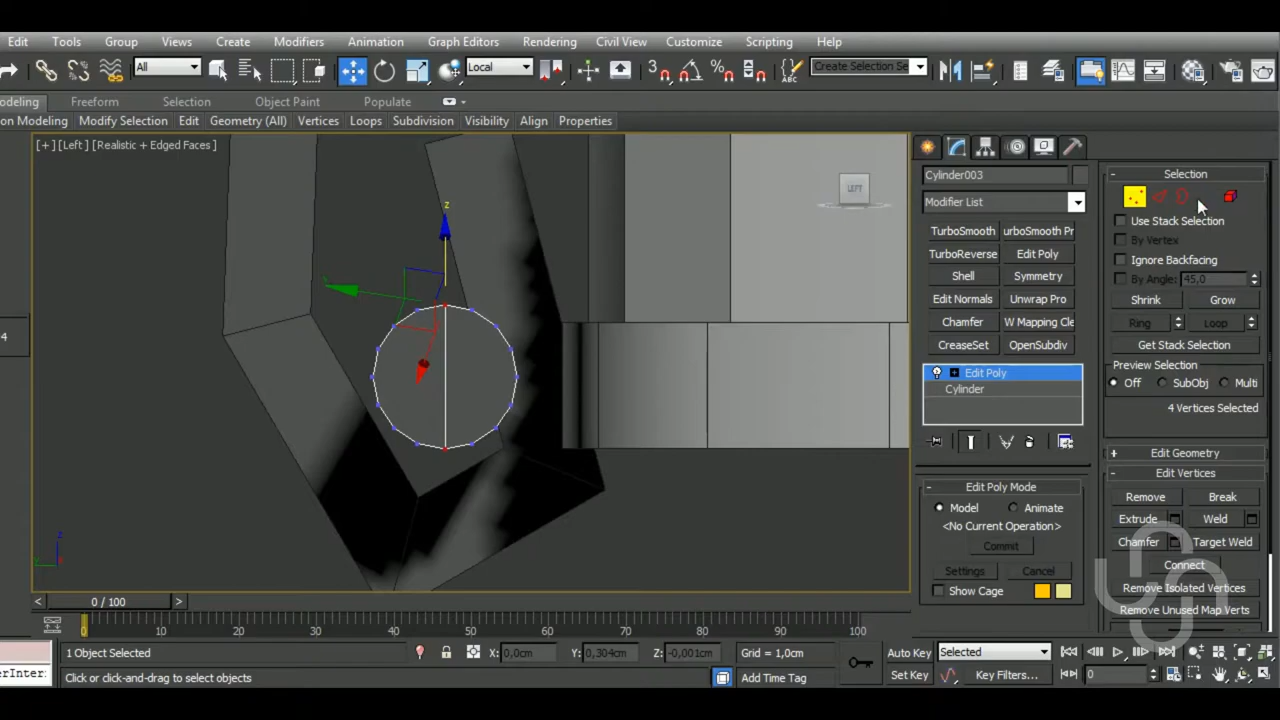 Edit Tools Group Views Create Modifiers Animation Graph Editors Rendering Civil View Customize Scripting Help
All Local 3 Create Selection Se
odeling Freeform Selection Object Paint Populate
on Modeling Modify Selection Edit Geometry (All) Vertices Loops Subdivision Visibility Align Properties
[+] [Left] [Realistic + Edged Faces]
LEFT
z
z
4
Cylinder003
Modifier List
TurboSmooth urboSmooth Pr
TurboReverse Edit Poly
Shell Symmetry
Edit Normals Unwrap Pro
Chamfer W Mapping Cle
CreaseSet OpenSubdiv
Edit Poly
Cylinder
Edit Poly Mode
Model Animate
<No Current Operation>
Commit
Settings Cancel
Show Cage
Selection
Use Stack Selection
By Vertex
Ignore Backfacing
By Angle: 45,0
Shrink Grow
Ring Loop
Get Stack Selection
Preview Selection
Off SubObj Multi
4 Vertices Selected
Edit Geometry
Edit Vertices
Remove Break
Extrude Weld
Chamfer Target Weld
Connect
Remove Isolated Vertices
Remove Unused Map Verts
< 0 / 100 >
0 10 20 30 40 50 60 70 80 90 100
1 Object Selected X: 0,0cm Y: 0,304cm Z: -0,001cm Grid = 1,0cm Auto Key Selected
erInter: Click or click-and-drag to select objects Add Time Tag Set Key Key Filters... 0